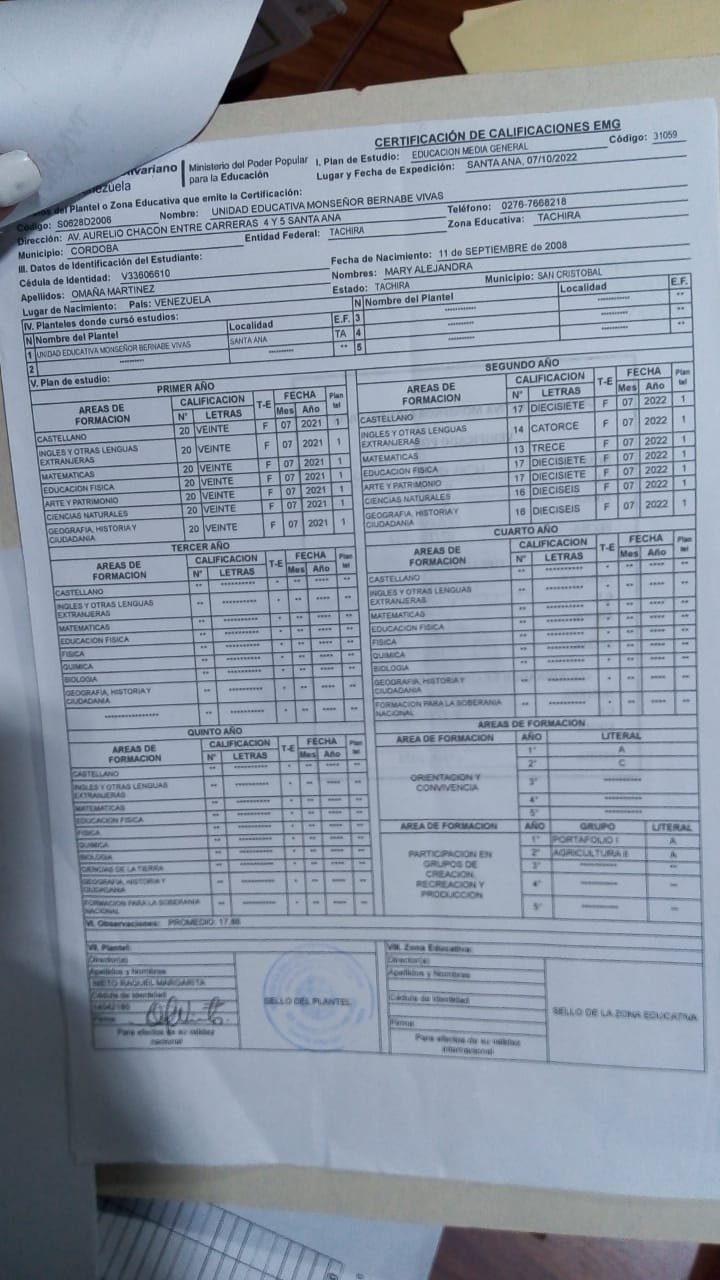 CERTIFICACIÓN DE CALIFICACIONES EMG
ivariano Ministerio del Poder Popular I. Plan de Estudio: EDUCACION MEDIA GENERAL Código: 31059
ezuela para la Educación Lugar y Fecha de Expedición: SANTA ANA, 07/10/2022
del Plantel o Zona Educativa que emite la Certificación:
Código: S0628D2006 Nombre: UNIDAD EDUCATIVA MONSEÑOR BERNABE VIVAS
Dirección: AV. AURELIO CHACON ENTRE CARRERAS 4 Y 5 SANTA ANA Teléfono: 0276-7668218
Municipio: CORDOBA Entidad Federal: TACHIRA Zona Educativa: TACHIRA
III. Datos de Identificación del Estudiante:
Cédula de Identidad: V33606610 Fecha de Nacimiento: 11 de SEPTIEMBRE de 2008
Apellidos: OMAÑA MARTINEZ Nombres: MARY ALEJANDRA
Lugar de Nacimiento: País: VENEZUELA Estado: TACHIRA Municipio: SAN CRISTOBAL
IV. Planteles donde cursó estudios:
N Nombre del Plantel Localidad E.F. N Nombre del Plantel Localidad E.F.
1 UNIDAD EDUCATIVA MONSEÑOR BERNABE VIVAS SANTA ANA TA
2 ********** ********** **
3 ********** ********** **
4 ********** ********** **
5 ********** ********** **
V. Plan de estudio:
PRIMER AÑO
AREAS DE FORMACIÓN CALIFICACION N° LETRAS T-E FECHA Mes Año Plan tel
CASTELLANO 20 VEINTE F 07 2021 1
INGLES Y OTRAS LENGUAS EXTRANJERAS 20 VEINTE F 07 2021 1
MATEMATICAS 20 VEINTE F 07 2021 1
EDUCACION FISICA 20 VEINTE F 07 2021 1
ARTE Y PATRIMONIO 20 VEINTE F 07 2021 1
CIENCIAS NATURALES 20 VEINTE F 07 2021 1
GEOGRAFIA, HISTORIA Y CIUDADANIA 20 VEINTE F 07 2021 1
SEGUNDO AÑO
AREAS DE FORMACIÓN CALIFICACION N° LETRAS T-E FECHA Mes Año Plan tel
CASTELLANO 17 DIECISIETE F 07 2022 1
INGLES Y OTRAS LENGUAS EXTRANJERAS 14 CATORCE F 07 2022 1
MATEMATICAS 13 TRECE F 07 2022 1
EDUCACION FISICA 17 DIECISIETE F 07 2022 1
ARTE Y PATRIMONIO 17 DIECISIETE F 07 2022 1
CIENCIAS NATURALES 16 DIECISEIS F 07 2022 1
GEOGRAFIA, HISTORIA Y CIUDADANIA 16 DIECISEIS F 07 2022 1
TERCER AÑO
AREAS DE FORMACION CALIFICACION N° LETRAS T-E FECHA Mes Año Plan tel
CASTELLANO ** ********** * ** **** **
INGLES Y OTRAS LENGUAS EXTRANJERAS ** ********** * ** **** **
MATEMATICAS ** ********** * ** **** **
EDUCACION FISICA ** ********** * ** **** **
FISICA ** ********** * ** **** **
QUIMICA ** ********** * ** **** **
BIOLOGIA ** ********** * ** **** **
GEOGRAFIA, HISTORIA Y CIUDADANIA ** ********** * ** **** **
*************** ** ********** * ** **** **
CUARTO AÑO
AREAS DE FORMACION CALIFICACION N° LETRAS T-E FECHA Mes Año Plan tel
CASTELLANO ** ********** * ** **** **
INGLES Y OTRAS LENGUAS EXTRANJERAS ** ********** * ** **** **
MATEMATICAS ** ********** * ** **** **
EDUCACION FISICA ** ********** * ** **** **
FISICA ** ********** * ** **** **
QUIMICA ** ********** * ** **** **
BIOLOGIA ** ********** * ** **** **
GEOGRAFIA, HISTORIA Y CIUDADANIA ** ********** * ** **** **
FORMACION PARA LA SOBERANIA NACIONAL ** ********** * ** **** **
QUINTO AÑO
AREAS DE FORMACION CALIFICACION N° LETRAS T-E FECHA Mes Año Plan tel
CASTELLANO ** ********** * ** **** **
INGLES Y OTRAS LENGUAS EXTRANJERAS ** ********** * ** **** **
MATEMATICAS ** ********** * ** **** **
EDUCACION FISICA ** ********** * ** **** **
FISICA ** ********** * ** **** **
QUIMICA ** ********** * ** **** **
BIOLOGIA ** ********** * ** **** **
CIENCIAS DE LA TIERRA ** ********** * ** **** **
GEOGRAFIA, HISTORIA Y CIUDADANIA ** ********** * ** **** **
FORMACION PARA LA SOBERANIA NACIONAL ** ********** * ** **** **
AREAS DE FORMACION
AREA DE FORMACION AÑO LITERAL
ORIENTACION Y CONVIVENCIA
1° A
2° C
3° **********
4° **********
5° **********
AREA DE FORMACION AÑO GRUPO LITERAL
PARTICIPACION EN GRUPOS DE CREACION, RECREACION Y PRODUCCION
1° PORTAFOLIO I A
2° AGRICULTURA II A
3° ********** **
4° ********** **
5° ********** **
VI. Observaciones: PROMEDIO:
VII. Plantel:
Director(a)
Apellidos y Nombres
NIETO RAQUEL MARGARITA
Cédula de Identidad
Firma:
Para efectos de su validez nacional
SELLO DEL PLANTEL
VIII. Zona Educativa:
Director(a)
Apellidos y Nombres
Cédula de Identidad
Firma:
Para efectos de su validez internacional
SELLO DE LA ZONA EDUCATIVA